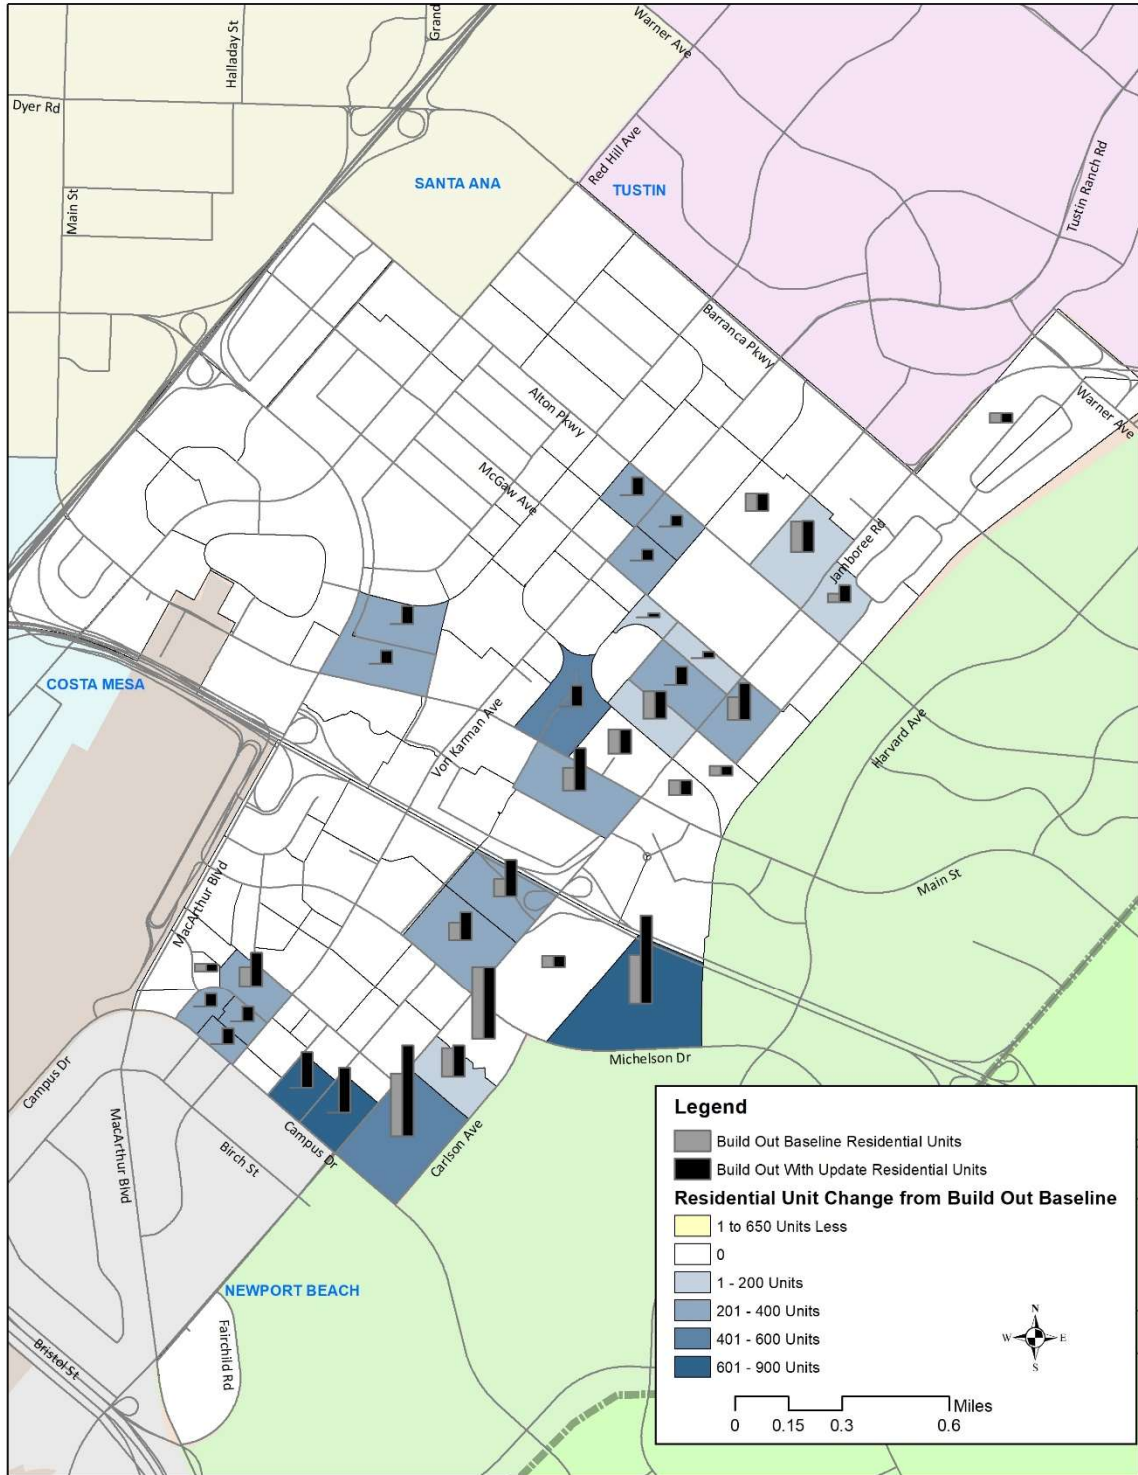 Halladay St
Grand
Warner Ave
Dyer Rd
Main St
SANTA ANA
Red Hill Ave
TUSTIN
Tustin Ranch Rd
Barranca Pkwy
Warner Ave
Alton Pkwy
McGaw Ave
Jamboree Rd
COSTA MESA
Von Karman Ave
Harvard Ave
MacArthur Blvd
Main St
Michelson Dr
Campus Dr
MacArthur Blvd
Birch St
Campus Dr
Carlson Ave
NEWPORT BEACH
Fairchild Rd
Bristol St
Legend
Build Out Baseline Residential Units
Build Out With Update Residential Units
Residential Unit Change from Build Out Baseline
1 to 650 Units Less
0
1 - 200 Units
201 - 400 Units
401 - 600 Units
601 - 900 Units
N
W E
S
Miles
0 0.15 0.3 0.6